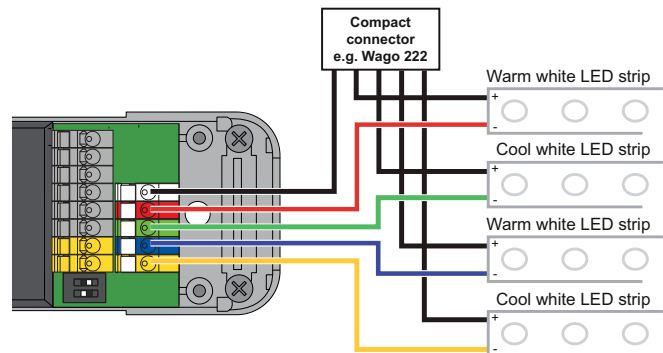 Compact
connector
e.g. Wago 222
Warm white LED strip
+
-
Cool white LED strip
+
-
Warm white LED strip
+
-
Cool white LED strip
+
-